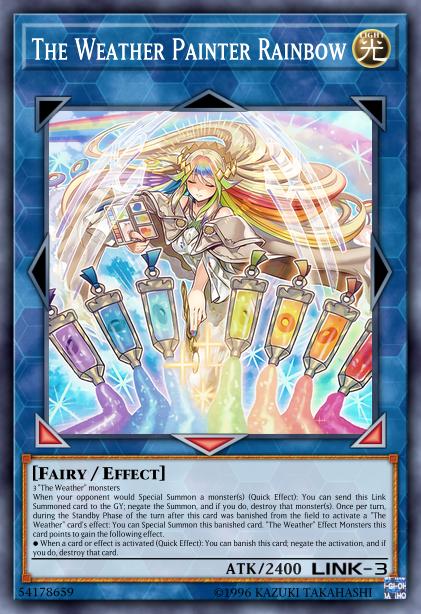 The Weather Painter Rainbow
LIGHT
光
[Fairy / Effect]
3 "The Weather" monsters
When your opponent would Special Summon a monster(s) (Quick Effect): You can send this Link
Summoned card to the GY; negate the Summon, and if you do, destroy that monster(s). Once per turn,
during the Standby Phase of the turn after this card was banished from the field to activate a "The
Weather" card's effect: You can Special Summon this banished card. "The Weather" Effect Monsters this
card points to gain the following effect.
● When a card or effect is activated (Quick Effect): You can banish this card; negate the activation, and if
you do, destroy that card.
ATK/2400 LINK-3
54178659
©1996 KAZUKI TAKAHASHI